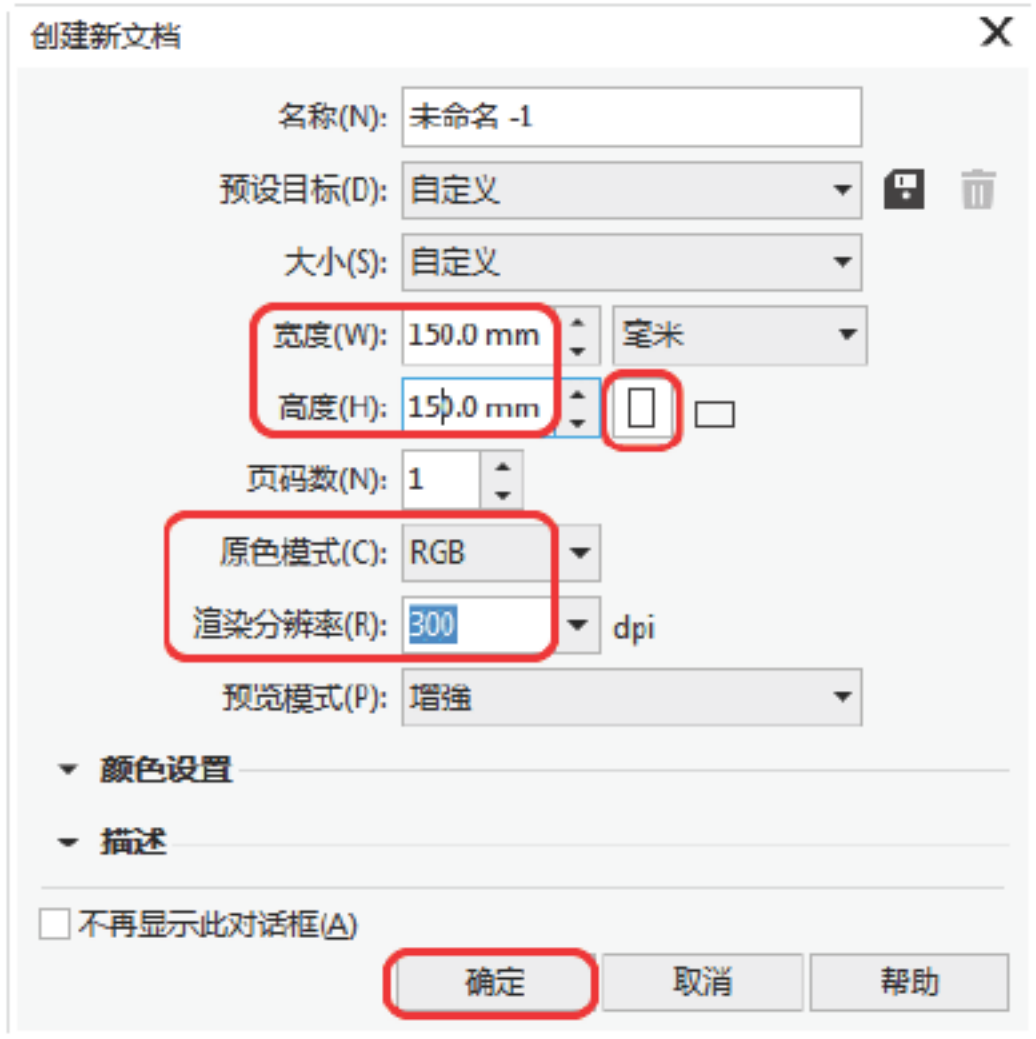 创建新文档
名称(N): 未命名 -1
预设目标(D): 自定义
大小(S): 自定义
宽度(W): 150.0 mm 毫米
高度(H): 150.0 mm
页码数(N): 1
原色模式(C): RGB
渲染分辨率(R): 300 dpi
预览模式(P): 增强
颜色设置
描述
不再显示此对话框(A)
确定 取消 帮助